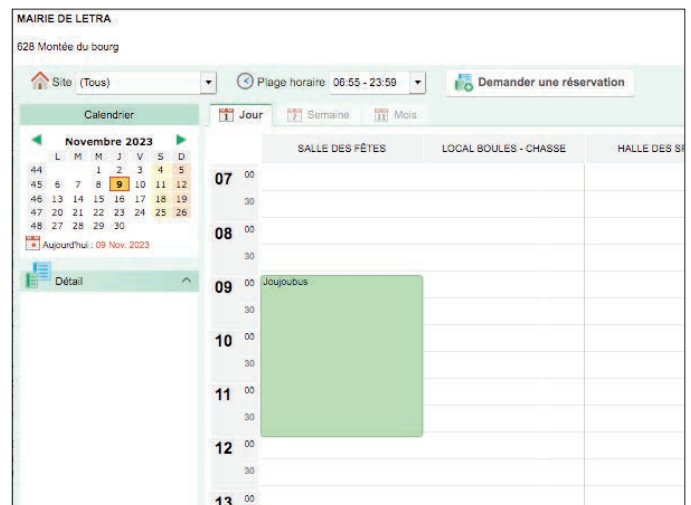 MAIRIE DE LETRA
628 Montée du bourg
Site (Tous) Plage horaire 06:55 - 23:59 Demander une réservation
Calendrier
1 Jour 7 Semaine 31 Mois
Novembre 2023
L M M J V S D
44 1 2 3 4 5
45 6 7 8 9 10 11 12
46 13 14 15 16 17 18 19
47 20 21 22 23 24 25 26
48 27 28 29 30
Aujourd'hui : 09 Nov. 2023
Détail
SALLE DES FÊTES LOCAL BOULES - CHASSE HALLE DES SP
07 00
30
08 00
30
09 00 Joujoubus
30
10 00
30
11 00
30
12 00
30
13 00